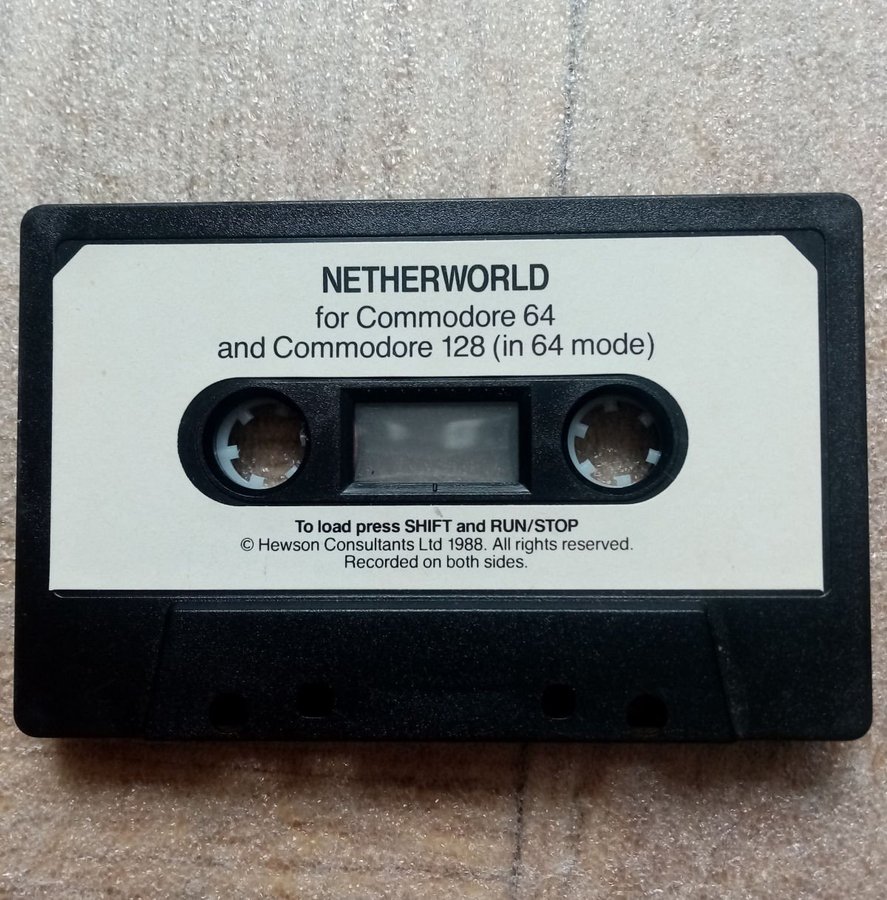 NETHERWORLD
for Commodore 64
and Commodore 128 (in 64 mode)
To load press SHIFT and RUN/STOP
© Hewson Consultants Ltd 1988. All rights reserved.
Recorded on both sides.